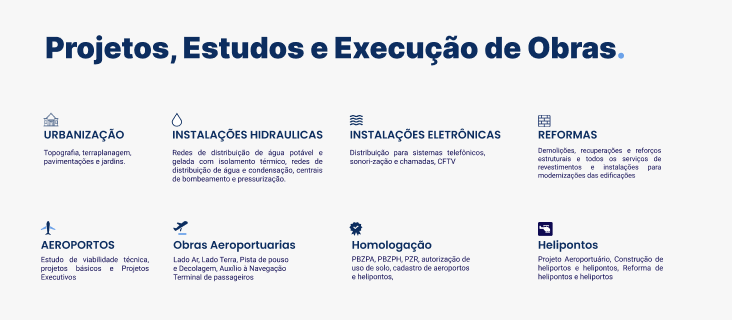 Projetos, Estudos e Execução de Obras.
URBANIZAÇÃO
Topografia, terraplanagem,
pavimentações e jardins.
INSTALAÇÕES HIDRAULICAS
Redes de distribuição de água potável e
gelada com isolamento térmico, redes de
distribuição de água e condensação, centrais
de bombeamento e pressurização.
INSTALAÇÕES ELETRÔNICAS
Distribuição para sistemas telefônicos,
sonori-zação e chamadas, CFTV
REFORMAS
Demolições, recuperações e reforços
estruturais e todos os serviços de
revestimentos e instalações para
modernizações das edificações
AEROPORTOS
Estudo de viabilidade técnica,
projetos básicos e Projetos
Executivos
Obras Aeroportuarias
Lado Ar, Lado Terra, Pista de pouso
e Decolagem, Auxílio à Navegação
Terminal de passageiros
Homologação
PBZPA, PBZPH, PZR, autorização de
uso de solo, cadastro de aeroportos
e helipontos,
Helipontos
Projeto Aeroportuário, Construção de
heliportos e helipontos, Reforma de
helipontos e heliportos